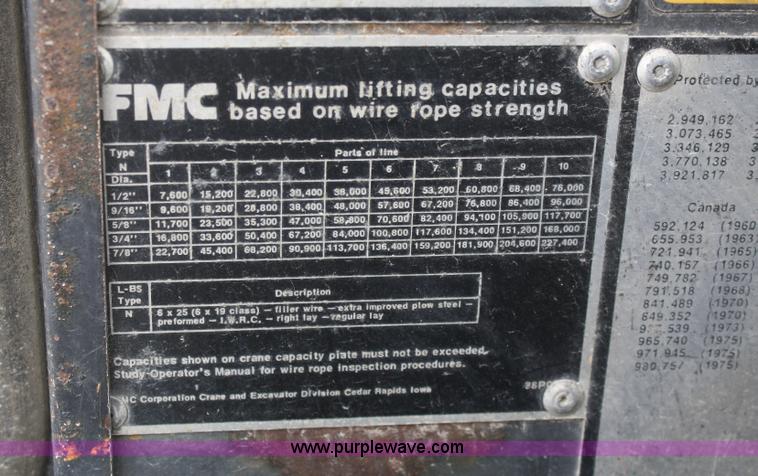 FMC Maximum lifting capacities
based on wire rope strength
Type Parts of line
N 1 2 3 4 5 6 7 8 9 10
Dia.
1/2" 7,600 15,200 22,800 30,400 38,000 45,600 53,200 60,800 68,400 76,000
9/16" 9,600 19,200 28,800 38,400 48,000 57,600 67,200 76,800 86,400 96,000
5/8" 11,700 23,500 35,300 47,000 58,800 70,600 82,400 94,100 105,900 117,700
3/4" 16,800 33,600 50,400 67,200 84,000 100,800 117,600 134,400 151,200 168,000
7/8" 22,700 45,400 68,200 90,900 113,700 136,400 159,200 181,900 204,600 227,400
L-BS
Type Description
N 6 x 25 (6 x 19 class) – filler wire – extra improved plow steel –
preformed – I.W.R.C. – right lay – regular lay
Capacities shown on crane capacity plate must not be exceeded.
Study Operator's Manual for wire rope inspection procedures.
MC Corporation Crane and Excavator Division Cedar Rapids Iowa
Protected by
2.949,162
3.073,465 3
3.346,129 3
3.770,138 3
3,921,817 3
Canada
592,124 (1960
655,953 (1963
721,941 (1965)
740,157 (1966)
749,782 (1967)
791,518 (1968)
841,489 (1970)
849,352 (1970)
539 (1973)
965,740 (1975)
971,945 (1975)
980,757 (1975)
www.purplewave.com